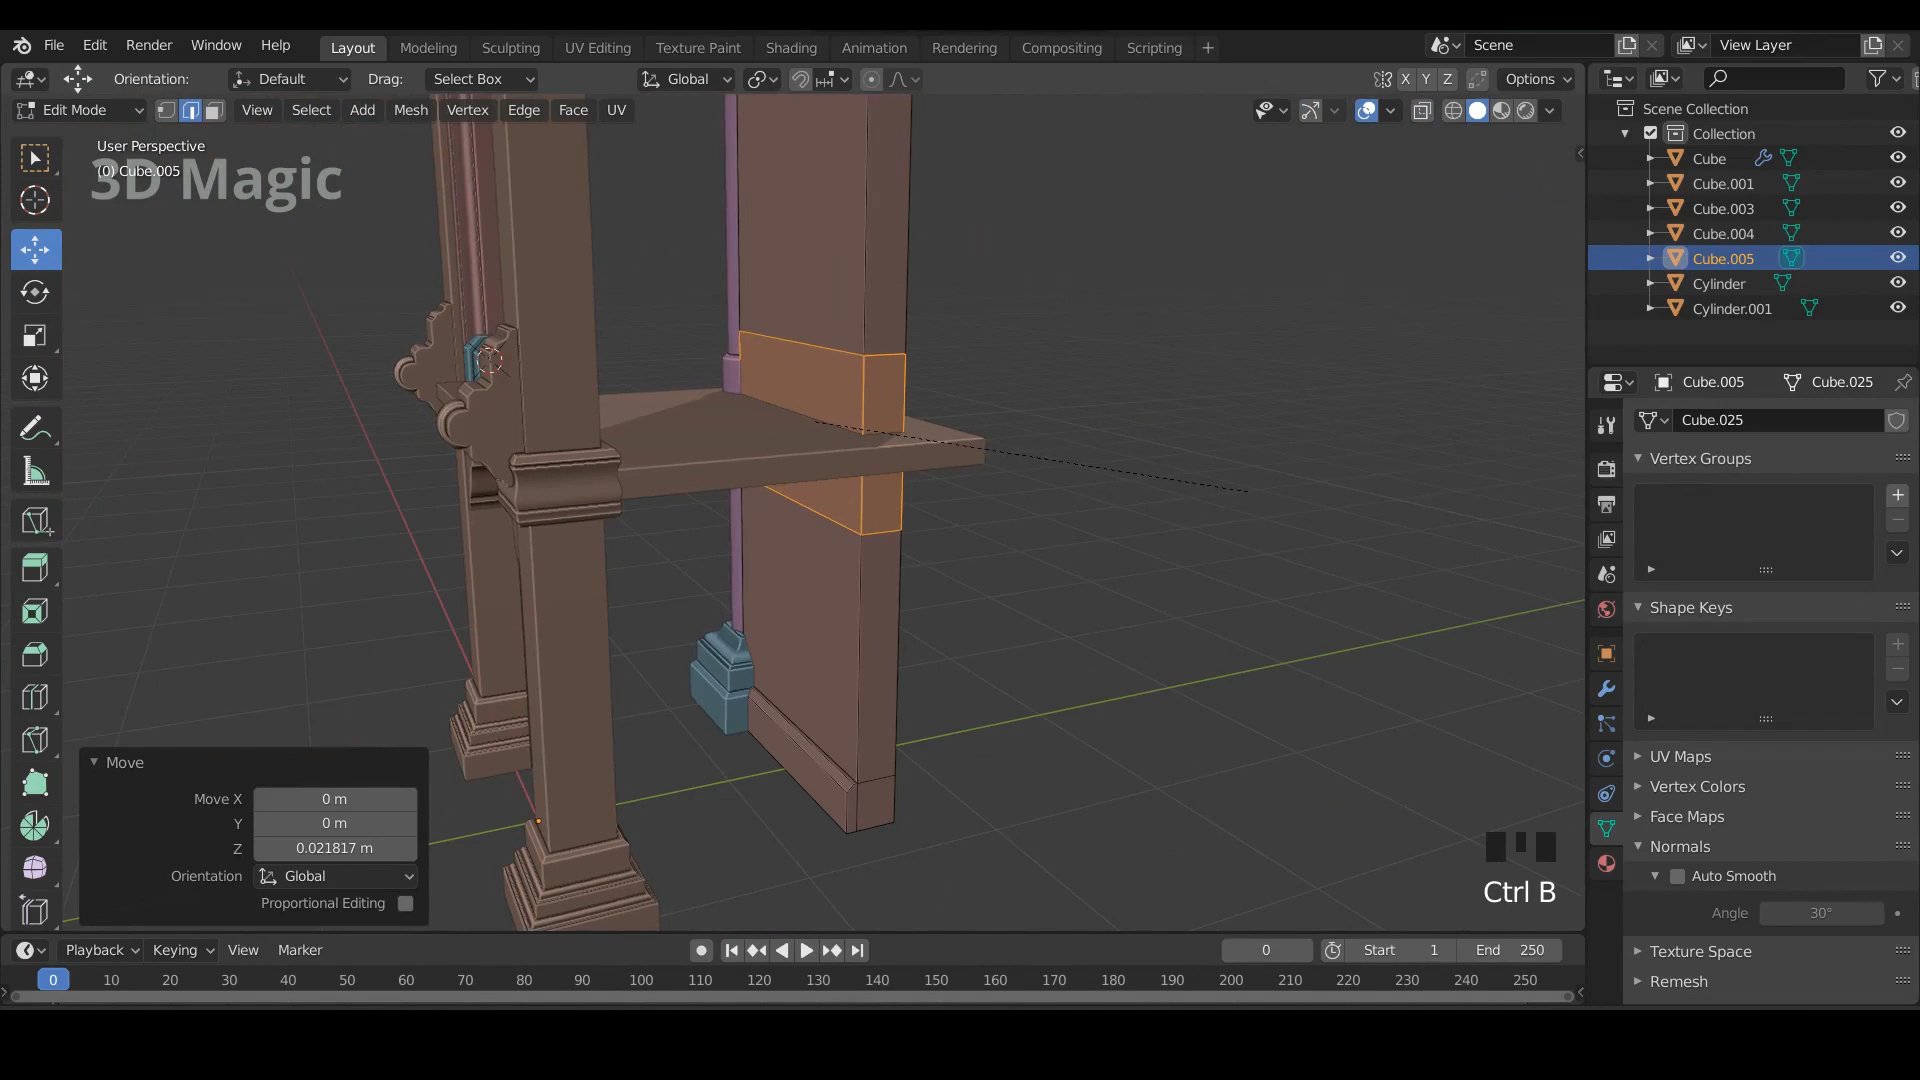 File Edit Render Window Help Layout Modeling Sculpting UV Editing Texture Paint Shading Animation Rendering Compositing Scripting + Scene View Layer
Orientation: Default Drag: Select Box Global X Y Z Options
Edit Mode View Select Add Mesh Vertex Edge Face UV
User Perspective
(0) Cube.005
3D Magic
Scene Collection
Collection
Cube
Cube.001
Cube.003
Cube.004
Cube.005
Cylinder
Cylinder.001
Cube.005 Cube.025
Cube.025
Vertex Groups
Shape Keys
UV Maps
Vertex Colors
Face Maps
Normals
Auto Smooth
Angle 30°
Texture Space
Remesh
Move
Move X 0 m
Y 0 m
Z 0.021817 m
Orientation Global
Proportional Editing
Ctrl B
Playback Keying View Marker 0 Start 1 End 250
0 10 20 30 40 50 60 70 80 90 100 110 120 130 140 150 160 170 180 190 200 210 220 230 240 250